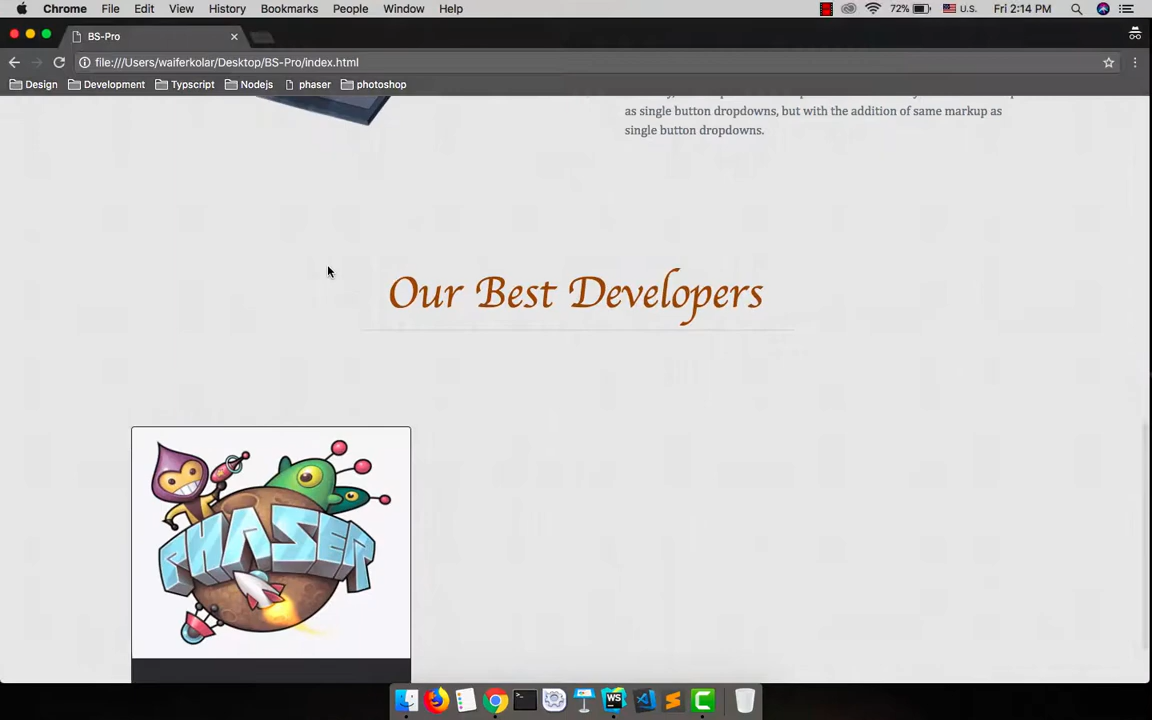 Chrome File Edit View History Bookmarks People Window Help 72% U.S. Fri 2:14 PM
BS-Pro
file:///Users/waiferkolar/Desktop/BS-Pro/index.html
Design Development Typscript Nodejs phaser photoshop
as single button dropdowns, but with the addition of same markup as
single button dropdowns.
Our Best Developers
PHASER
WS